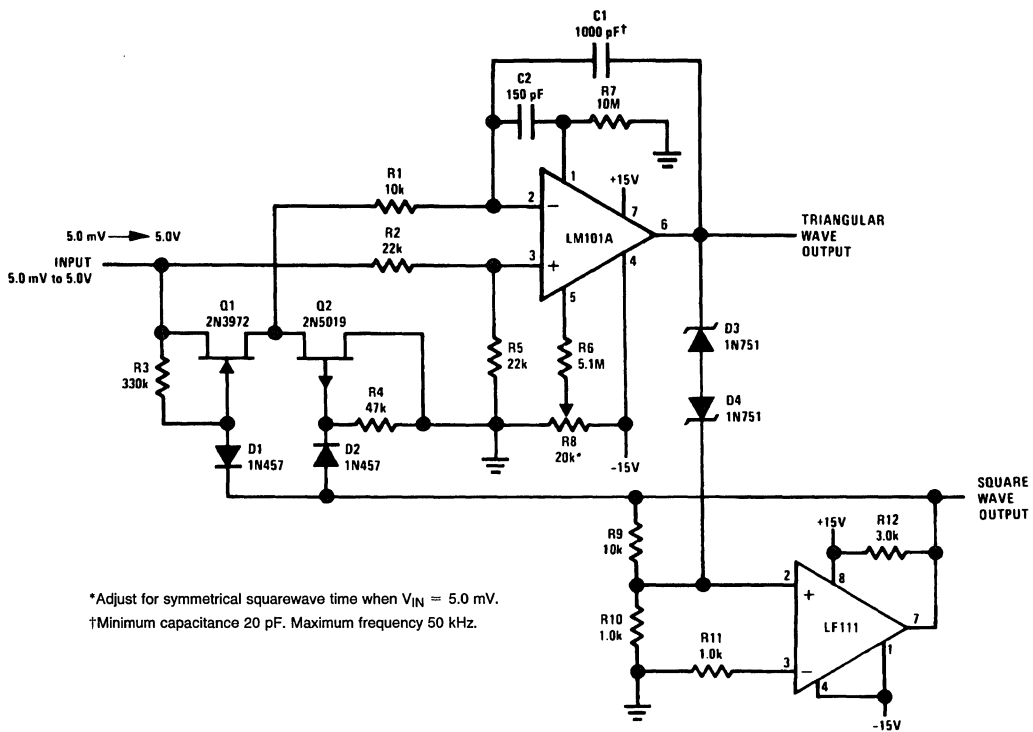 C1
1000 pF†
C2
150 pF
R7
10M
R1
10k
1
+15V
2
−
7
6
LM101A
TRIANGULAR
WAVE
OUTPUT
5.0 mV → 5.0V
INPUT
5.0 mV to 5.0V
R2
22k
3
+
4
5
Q1
2N3972
Q2
2N5019
D3
1N751
R3
330k
R5
22k
R6
5.1M
R4
47k
D4
1N751
D1
1N457
D2
1N457
R8
20k*
-15V
SQUARE
WAVE
OUTPUT
R9
10k
+15V
R12
3.0k
2
+
8
R10
1.0k
LF111
7
R11
1.0k
3
−
1
4
-15V
*Adjust for symmetrical squarewave time when VIN = 5.0 mV.
†Minimum capacitance 20 pF. Maximum frequency 50 kHz.